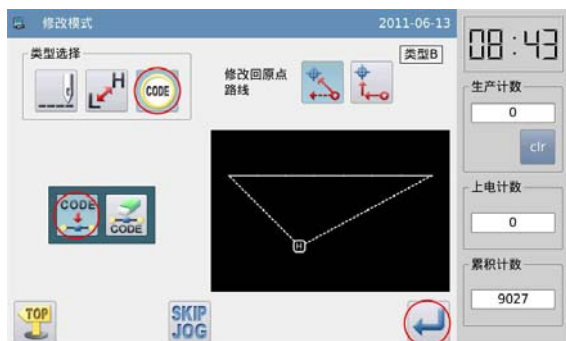 修改模式
2011-06-13
类型选择
L H
CODE
修改回原点
路线
类型B
CODE
CODE
H
TOP
SKIP
JOG
08:43
生产计数
0
clr
上电计数
0
累积计数
9027